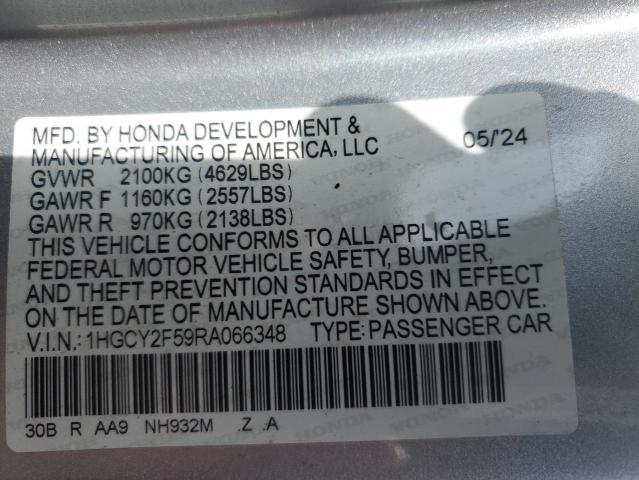 MFD. BY HONDA DEVELOPMENT & MANUFACTURING OF AMERICA, LLC 05/'24
GVWR 2100KG (4629LBS)
GAWR F 1160KG (2557LBS)
GAWR R 970KG (2138LBS)
THIS VEHICLE CONFORMS TO ALL APPLICABLE
FEDERAL MOTOR VEHICLE SAFETY, BUMPER,
AND THEFT PREVENTION STANDARDS IN EFFECT
ON THE DATE OF MANUFACTURE SHOWN ABOVE.
V.I.N.:1HGCY2F59RA066348 TYPE:PASSENGER CAR
30B R AA9 NH932M .Z .A